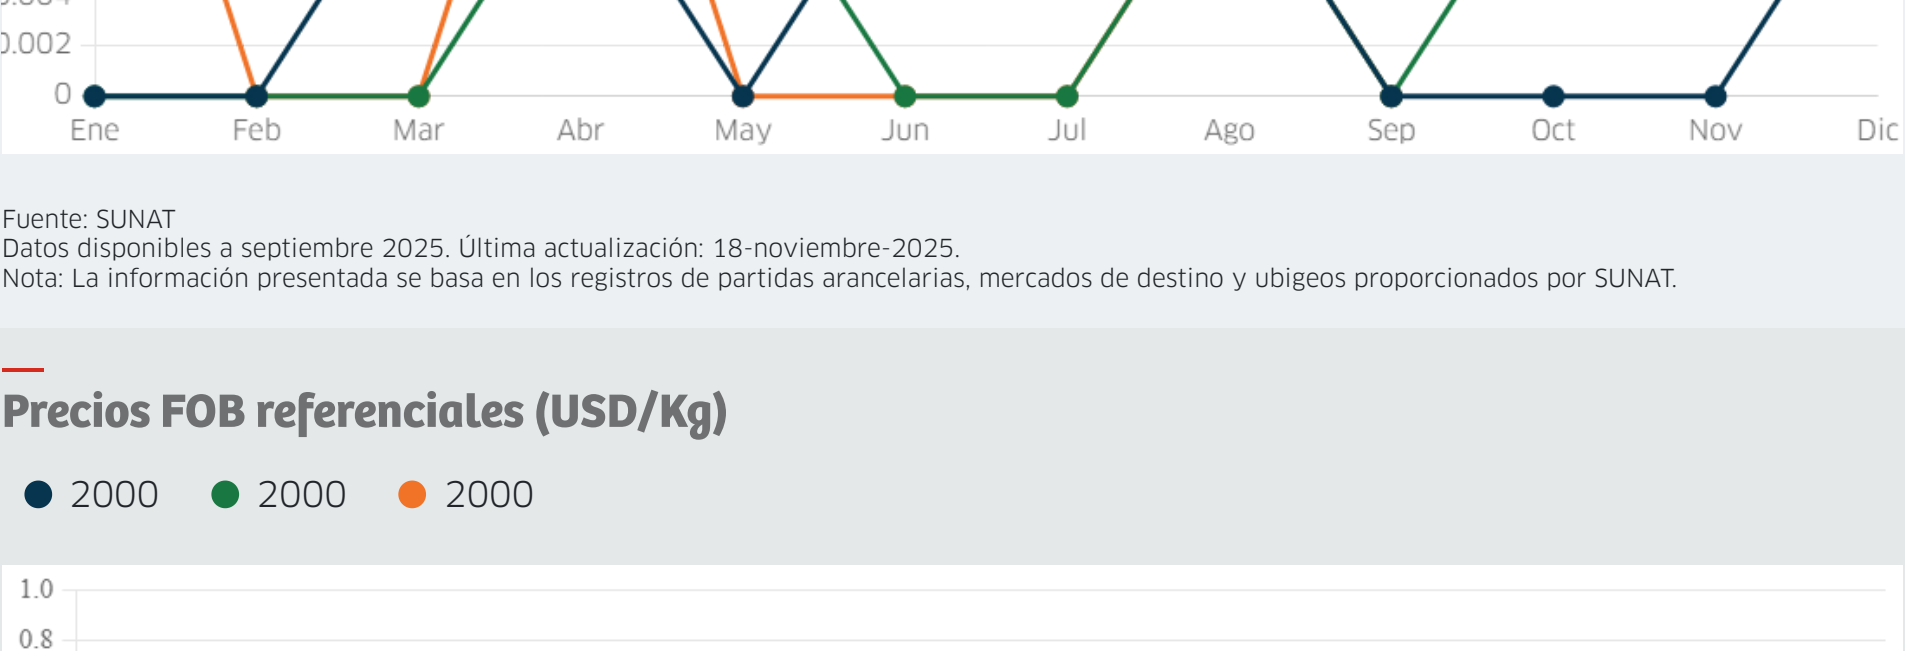 0.002
0
Ene Feb Mar Abr May Jun Jul Ago Sep Oct Nov Dic
Fuente: SUNAT
Datos disponibles a septiembre 2025. Última actualización: 18-noviembre-2025.
Nota: La información presentada se basa en los registros de partidas arancelarias, mercados de destino y ubigeos proporcionados por SUNAT.
Precios FOB referenciales (USD/Kg)
2000 2000 2000
1.0
0.8